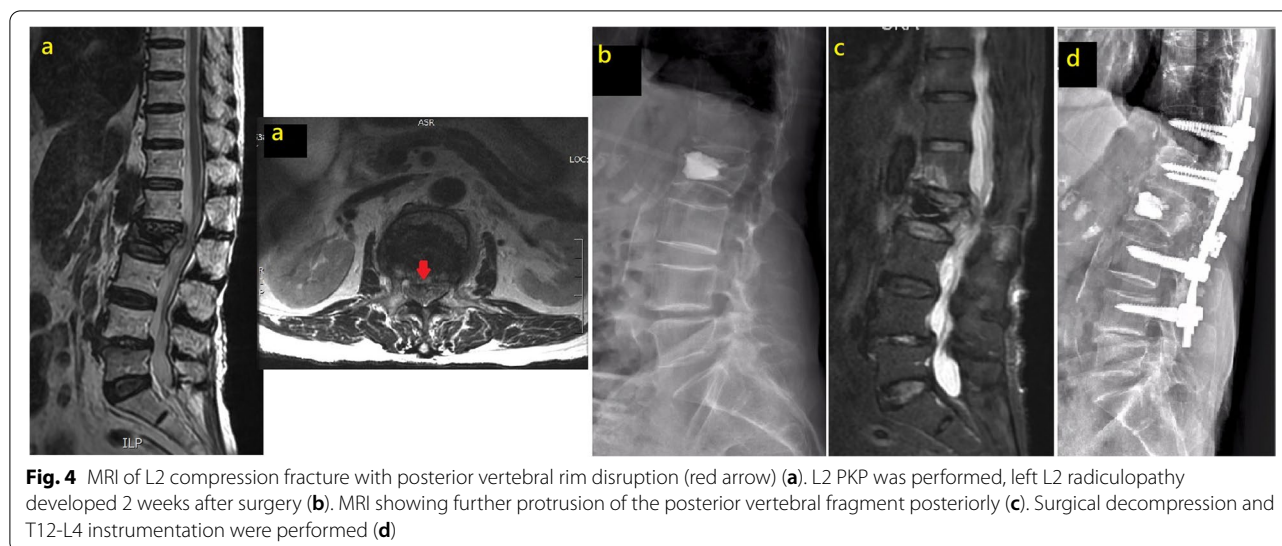 a
ILP
a
ASR
b
c
d
Fig. 4 MRI of L2 compression fracture with posterior vertebral rim disruption (red arrow) (a). L2 PKP was performed, left L2 radiculopathy
developed 2 weeks after surgery (b). MRI showing further protrusion of the posterior vertebral fragment posteriorly (c). Surgical decompression and
T12-L4 instrumentation were performed (d)